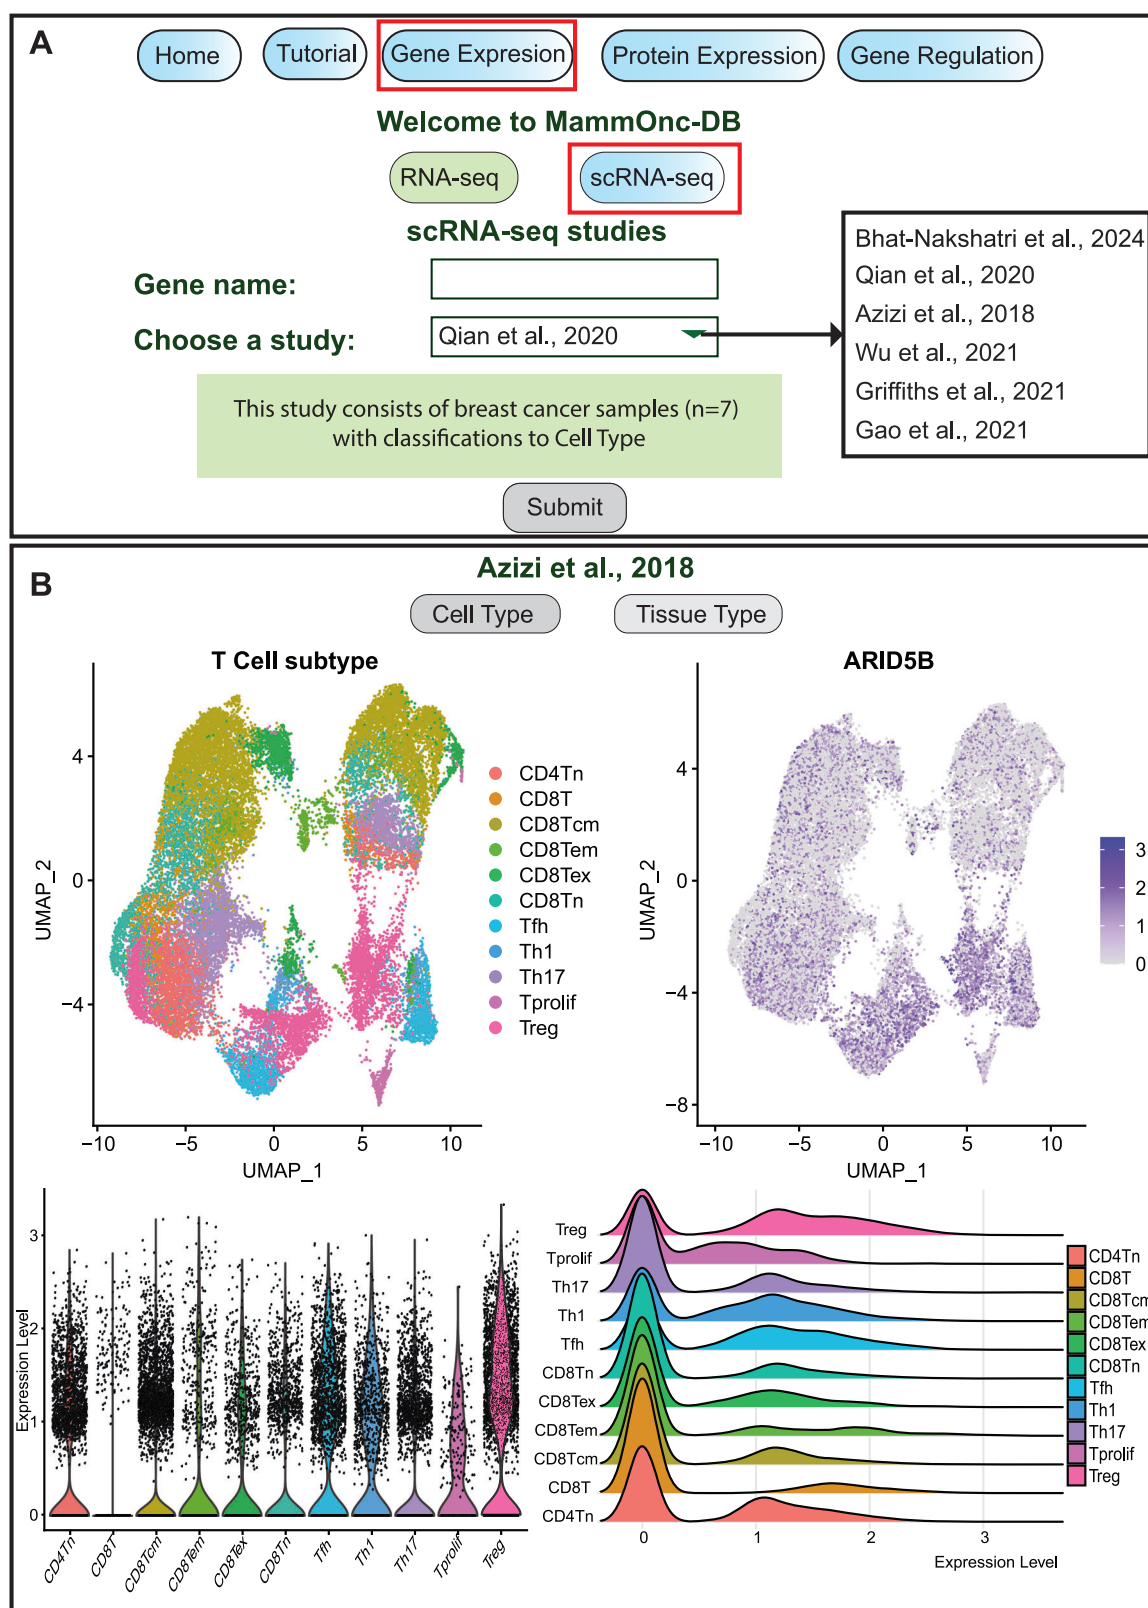 A
Home
Tutorial
Gene Expresion
Protein Expression
Gene Regulation
Welcome to MammOnc-DB
RNA-seq
scRNA-seq
scRNA-seq studies
Gene name:
Choose a study:
Qian et al., 2020
Bhat-Nakshatri et al., 2024
Qian et al., 2020
Azizi et al., 2018
Wu et al., 2021
Griffiths et al., 2021
Gao et al., 2021
This study consists of breast cancer samples (n=7)
with classifications to Cell Type
Submit
B
Azizi et al., 2018
Cell Type
Tissue Type
T Cell subtype
4
0
−4
UMAP_2
−10
−5
0
5
10
UMAP_1
CD4Tn
CD8T
CD8Tcm
CD8Tem
CD8Tex
CD8Tn
Tfh
Th1
Th17
Tprolif
Treg
ARID5B
4
0
−4
−8
UMAP_2
−10
−5
0
5
10
UMAP_1
3
2
1
0
3
2
1
0
Expression Level
CD4Tn
CD8T
CD8Tcm
CD8Tem
CD8Tex
CD8Tn
Tfh
Th1
Th17
Tprolif
Treg
Treg
Tprolif
Th17
Th1
Tfh
CD8Tn
CD8Tex
CD8Tem
CD8Tcm
CD8T
CD4Tn
0
1
2
3
Expression Level
CD4Tn
CD8T
CD8Tcm
CD8Tem
CD8Tex
CD8Tn
Tfh
Th1
Th17
Tprolif
Treg